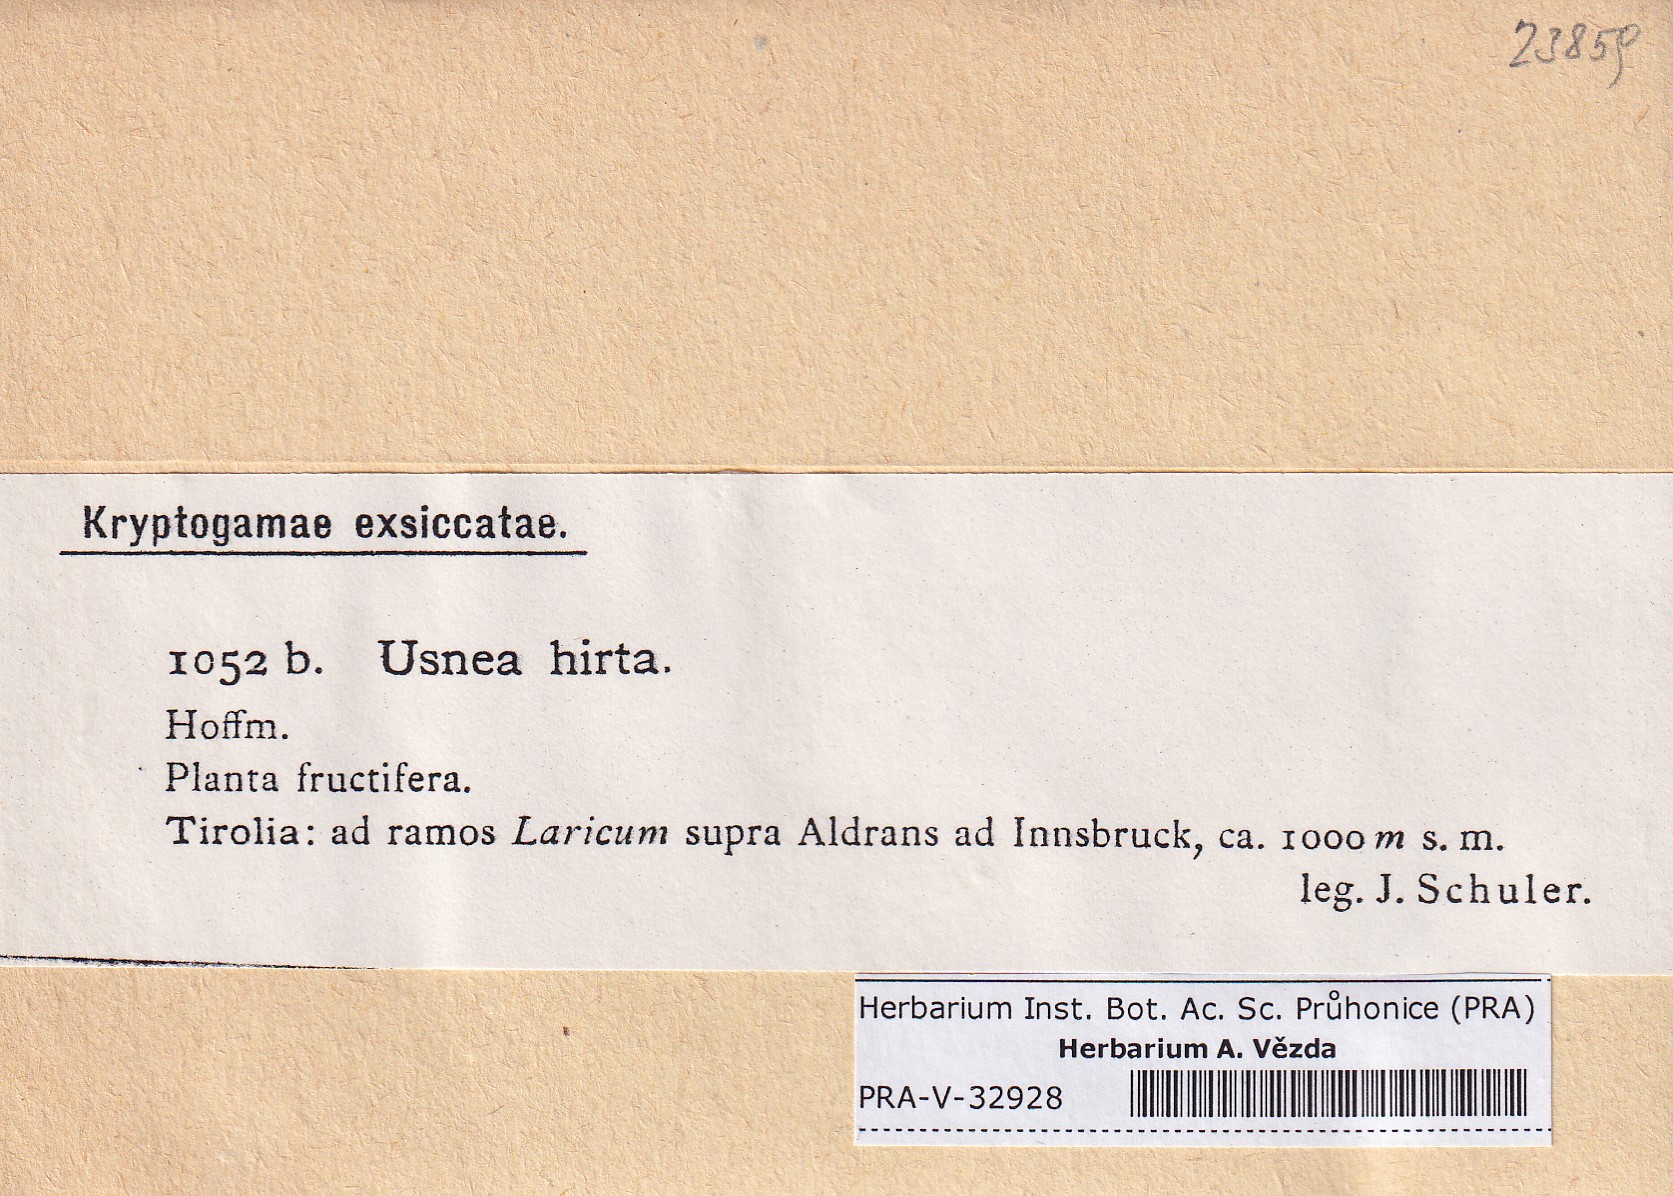 23859
Kryptogamae exsiccatae.
1052 b. Usnea hirta.
Hoffm.
Planta fructifera.
Tirolia: ad ramos Laricum supra Aldrans ad Innsbruck, ca. 1000 m s. m.
leg. J. Schuler.
Herbarium Inst. Bot. Ac. Sc. Průhonice (PRA)
Herbarium A. Vězda
PRA-V-32928